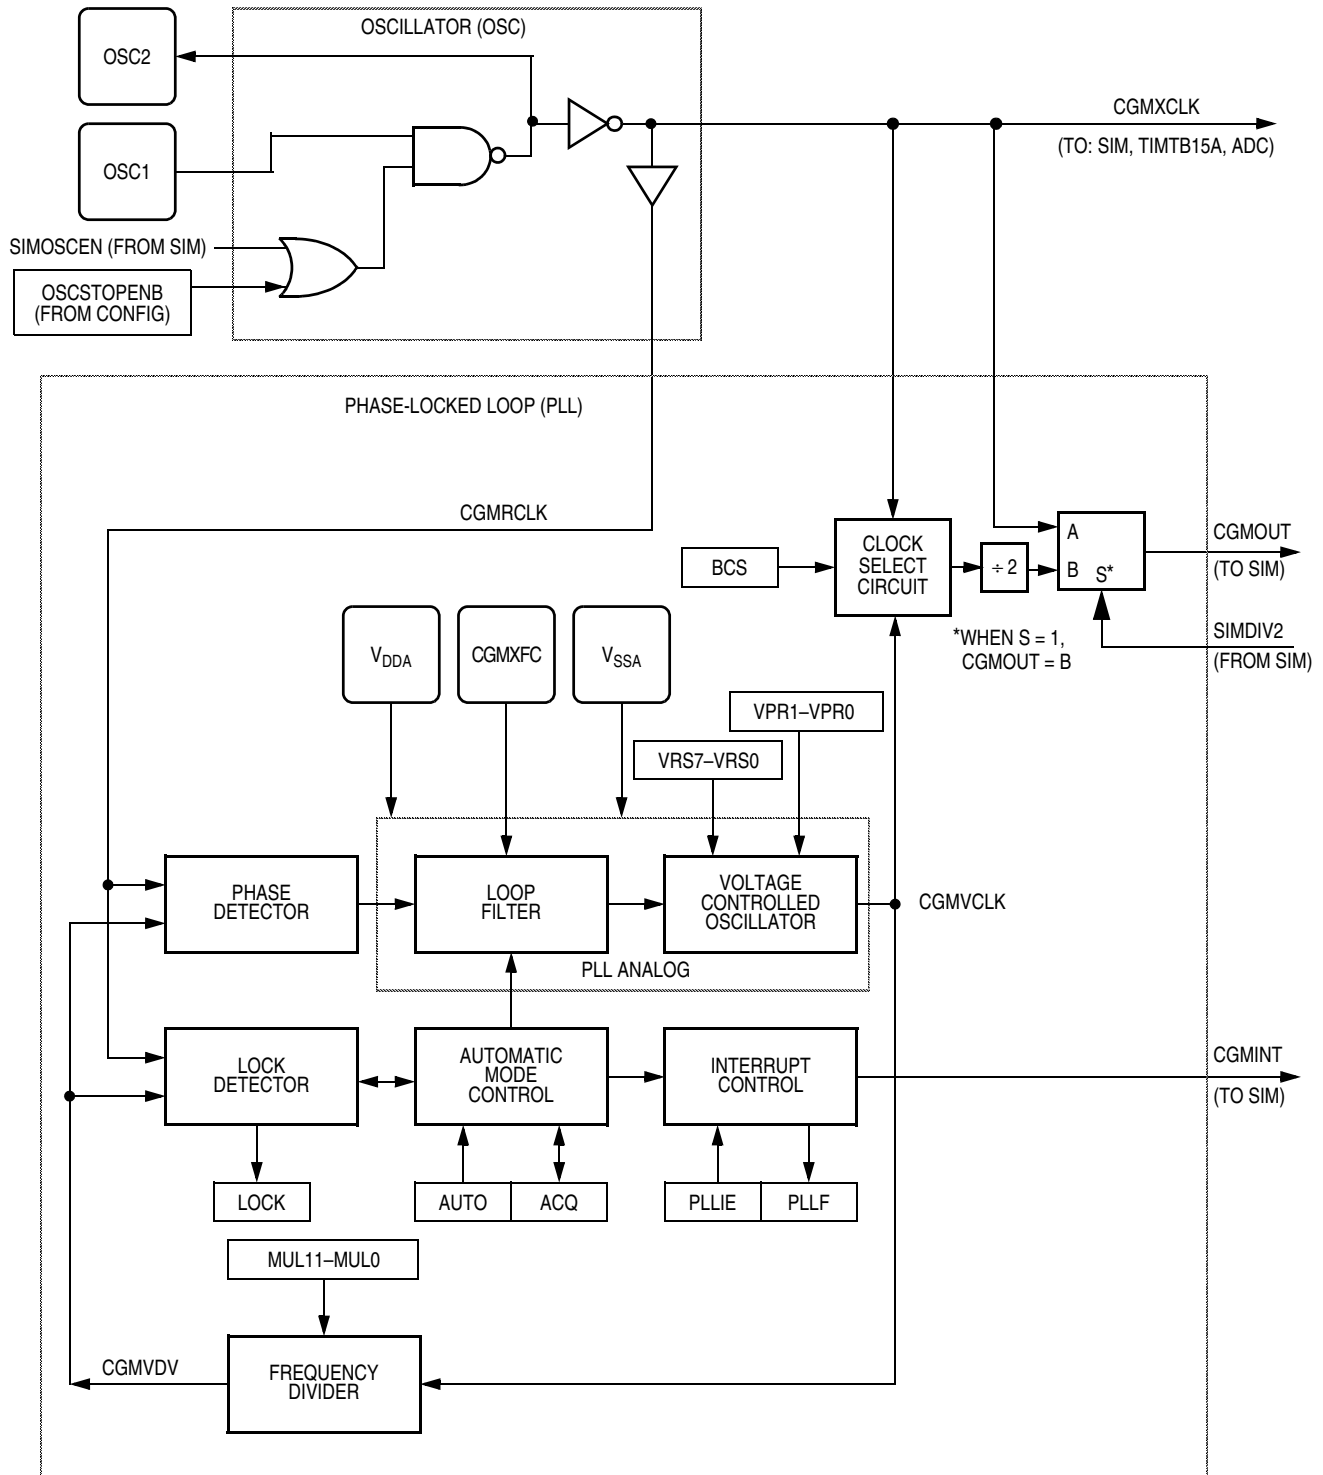 OSCILLATOR (OSC)
OSC2
OSC1
CGMXCLK
(TO: SIM, TIMTB15A, ADC)
SIMOSCEN (FROM SIM)
OSCSTOPENB
(FROM CONFIG)
PHASE-LOCKED LOOP (PLL)
CGMRCLK
BCS
CLOCK
SELECT
CIRCUIT
÷ 2
A
B S*
CGMOUT
(TO SIM)
*WHEN S = 1,
CGMOUT = B
SIMDIV2
(FROM SIM)
VDDA
CGMXFC
VSSA
VPR1–VPR0
VRS7–VRS0
PHASE
DETECTOR
LOOP
FILTER
VOLTAGE
CONTROLLED
OSCILLATOR
CGMVCLK
PLL ANALOG
LOCK
DETECTOR
AUTOMATIC
MODE
CONTROL
INTERRUPT
CONTROL
CGMINT
(TO SIM)
LOCK
AUTO
ACQ
PLLIE
PLLF
MUL11–MUL0
CGMVDV
FREQUENCY
DIVIDER